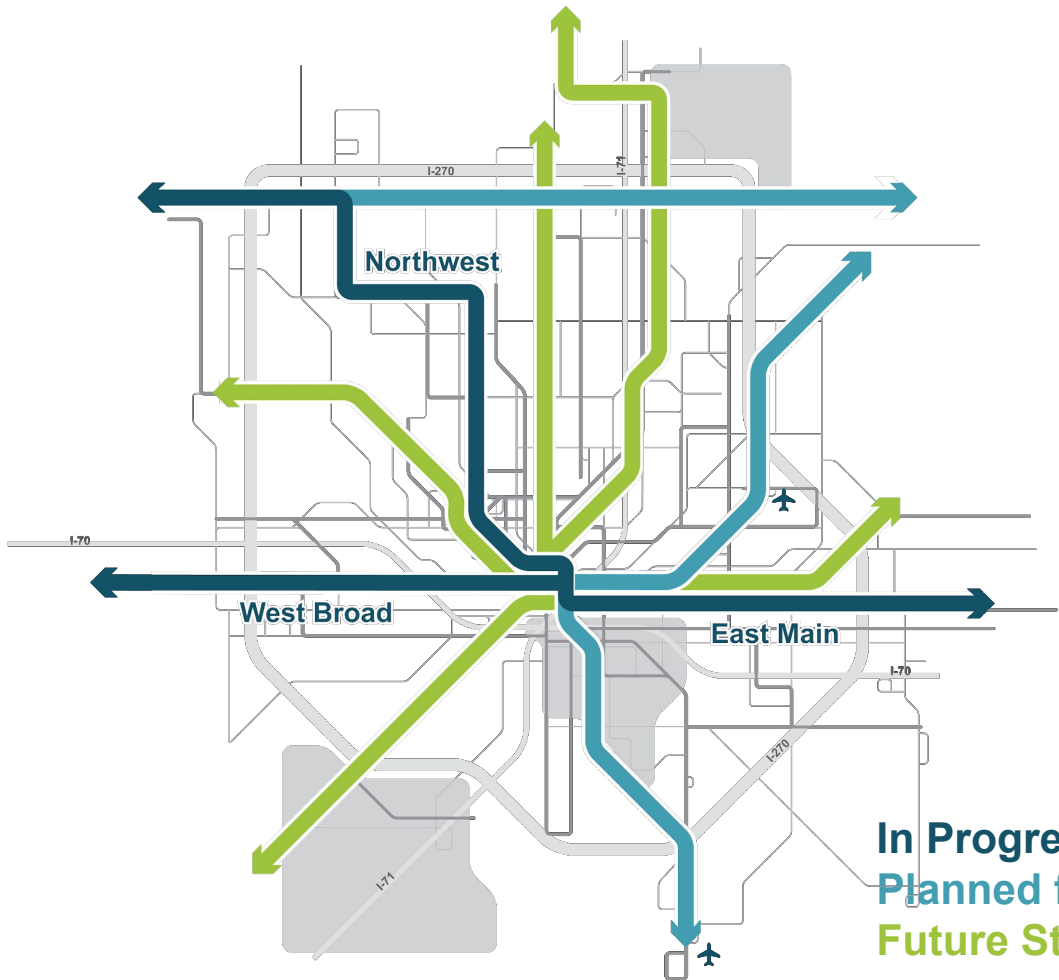 I-270
I-71
Northwest
I-70
West Broad
East Main
I-70
I-270
I-71
In Progre
Planned f
Future St